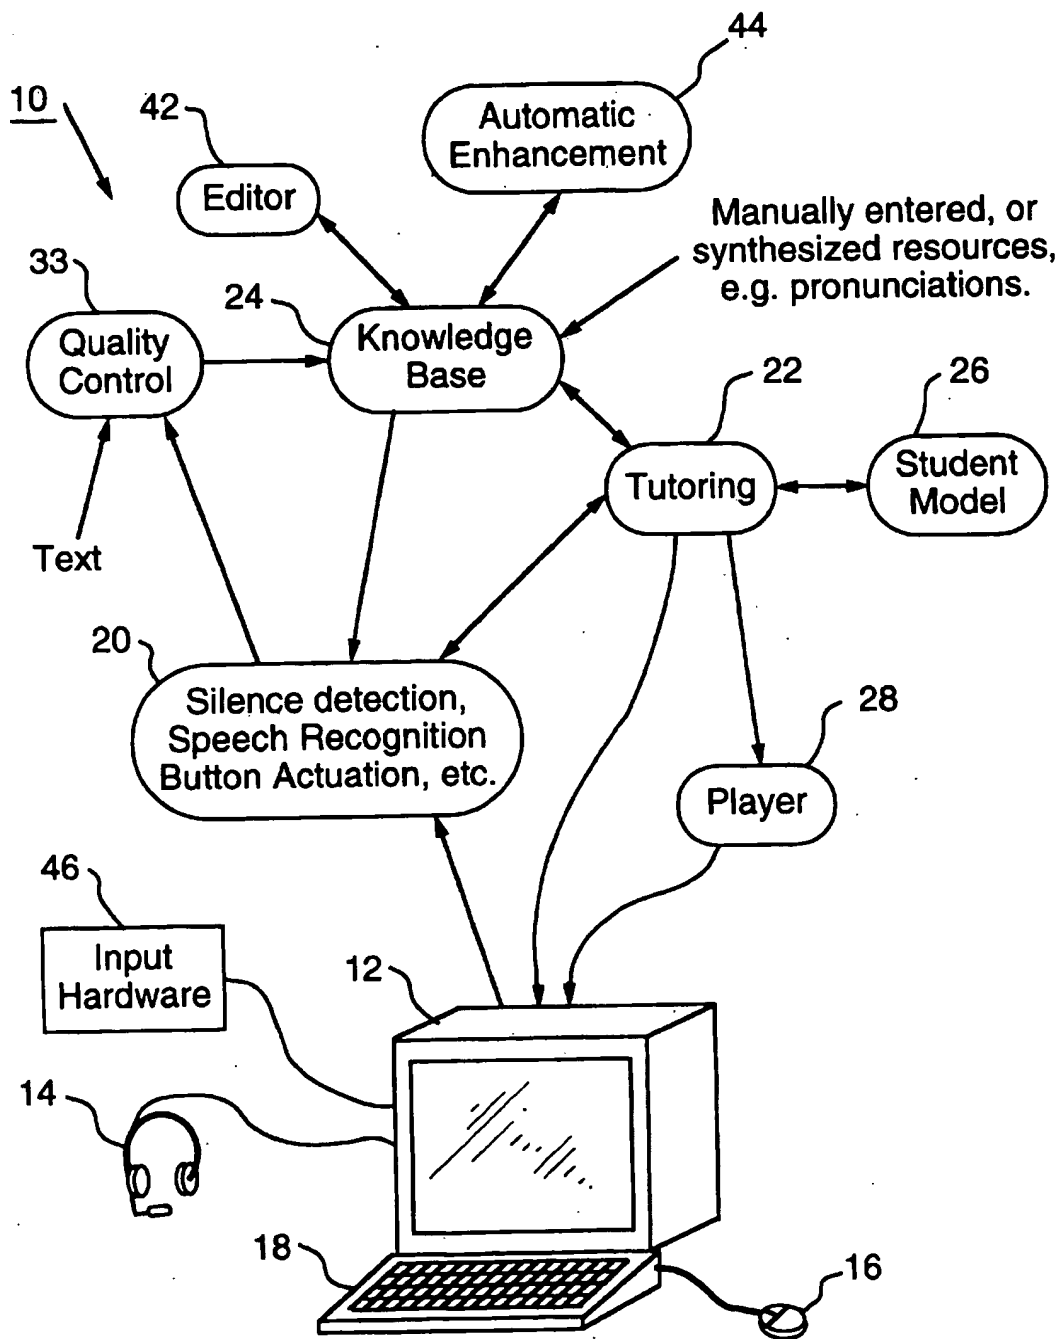 44
10
42
Automatic
Enhancement
Editor
Manually entered, or
synthesized resources,
e.g. pronunciations.
33
24
Quality
Control
Knowledge
Base
22
26
Tutoring
Student
Model
Text
20
Silence detection,
Speech Recognition
Button Actuation, etc.
28
Player
46
Input
Hardware
12
14
18
16